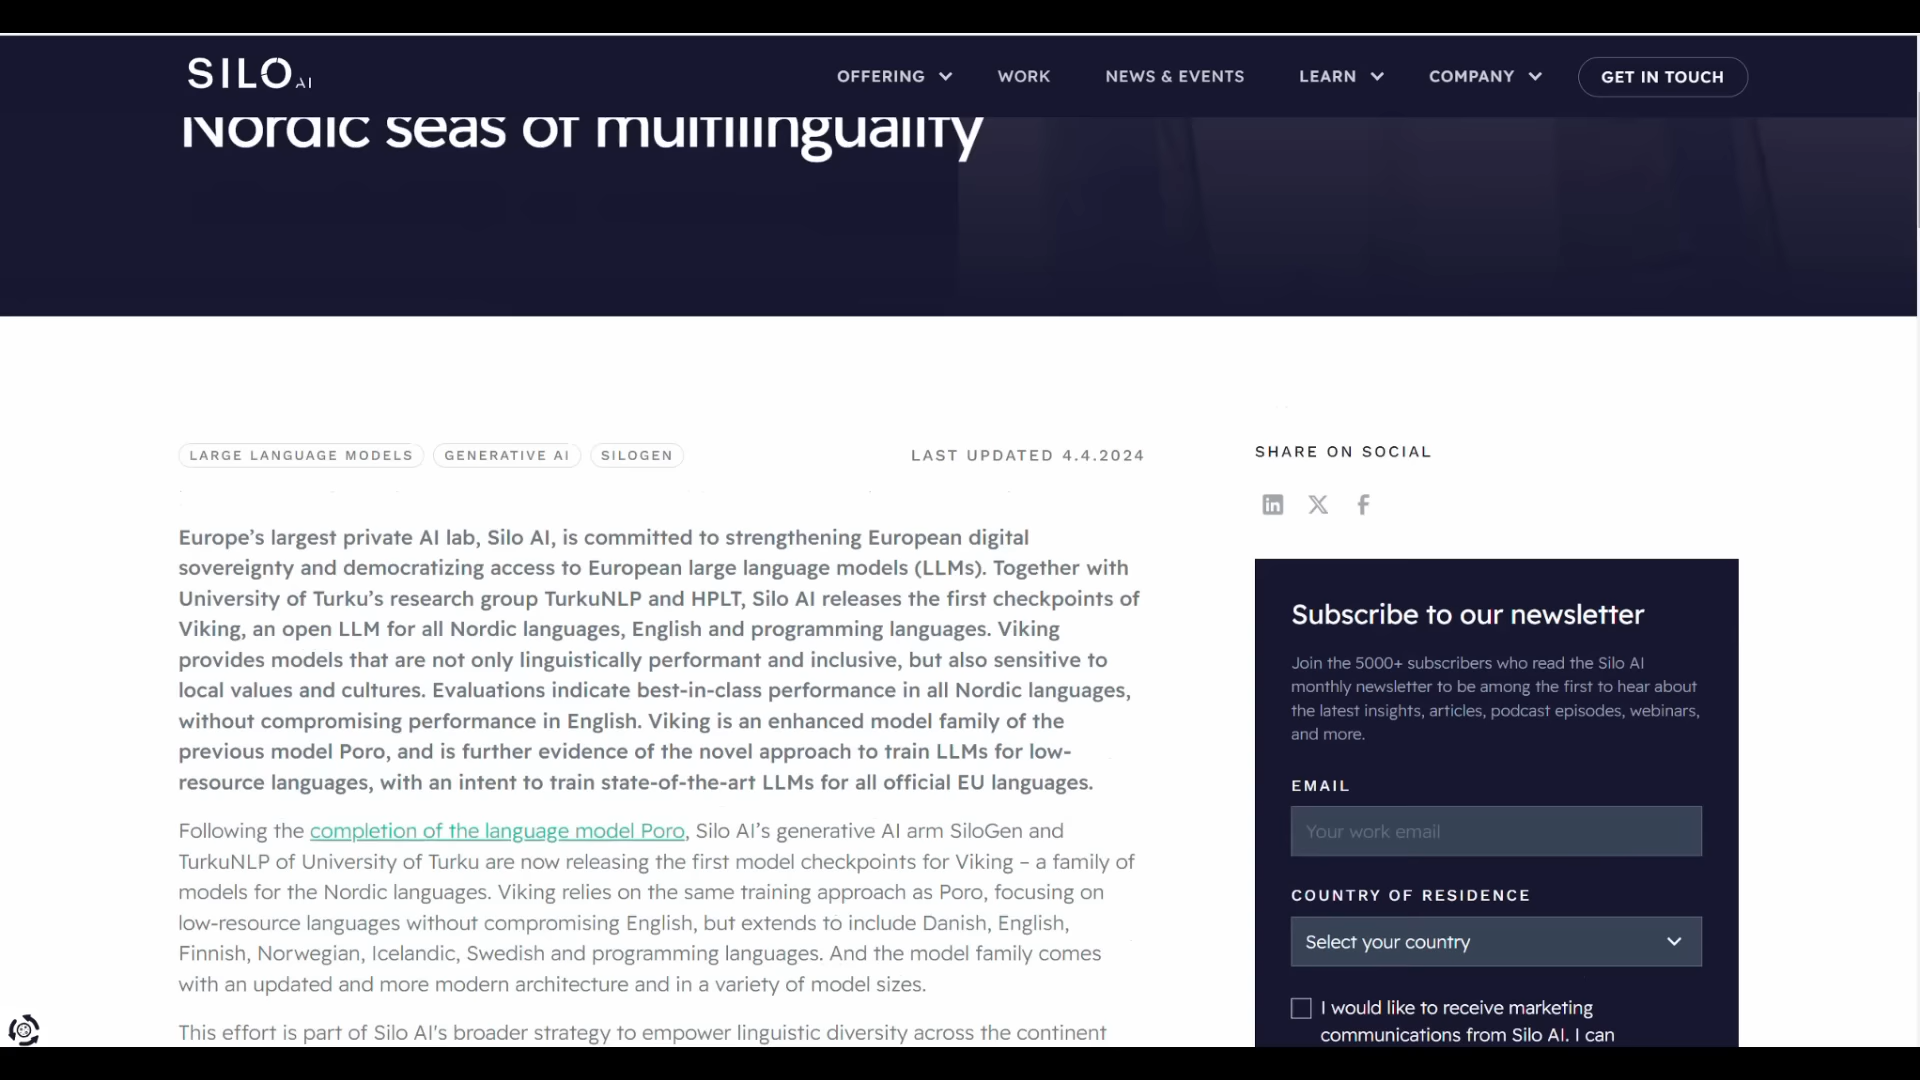 SILO AI
OFFERING
WORK
NEWS & EVENTS
LEARN
COMPANY
GET IN TOUCH
Nordic seas of multilinguality
LARGE LANGUAGE MODELS
GENERATIVE AI
SILOGEN
LAST UPDATED 4.4.2024
Europe’s largest private AI lab, Silo AI, is committed to strengthening European digital
sovereignty and democratizing access to European large language models (LLMs). Together with
University of Turku’s research group TurkuNLP and HPLT, Silo AI releases the first checkpoints of
Viking, an open LLM for all Nordic languages, English and programming languages. Viking
provides models that are not only linguistically performant and inclusive, but also sensitive to
local values and cultures. Evaluations indicate best-in-class performance in all Nordic languages,
without compromising performance in English. Viking is an enhanced model family of the
previous model Poro, and is further evidence of the novel approach to train LLMs for low-
resource languages, with an intent to train state-of-the-art LLMs for all official EU languages.
Following the completion of the language model Poro, Silo AI’s generative AI arm SiloGen and
TurkuNLP of University of Turku are now releasing the first model checkpoints for Viking – a family of
models for the Nordic languages. Viking relies on the same training approach as Poro, focusing on
low-resource languages without compromising English, but extends to include Danish, English,
Finnish, Norwegian, Icelandic, Swedish and programming languages. And the model family comes
with an updated and more modern architecture and in a variety of model sizes.
This effort is part of Silo AI's broader strategy to empower linguistic diversity across the continent
SHARE ON SOCIAL
Subscribe to our newsletter
Join the 5000+ subscribers who read the Silo AI
monthly newsletter to be among the first to hear about
the latest insights, articles, podcast episodes, webinars,
and more.
EMAIL
Your work email
COUNTRY OF RESIDENCE
Select your country
I would like to receive marketing
communications from Silo AI. I can